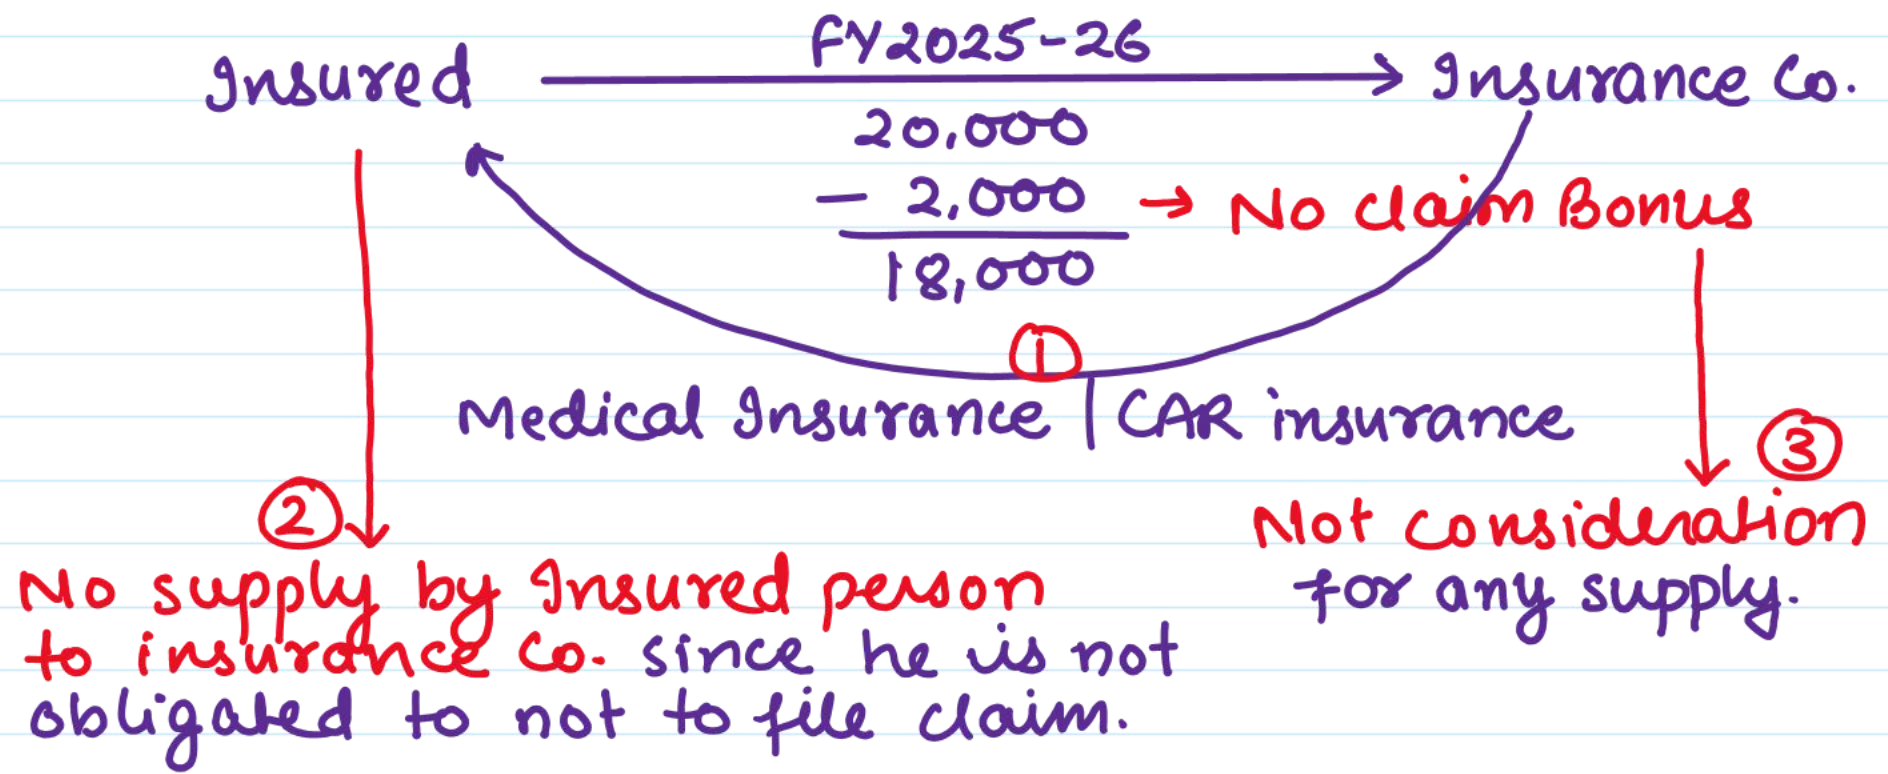 FY2025-26
Insured
Insurance Co.
20,000
- 2,000 → No claim Bonus
18,000
①
Medical Insurance | CAR insurance
③
②
Not consideration
for any supply.
No supply by Insured person
to insurance Co. since he is not
obligated to not to file claim.